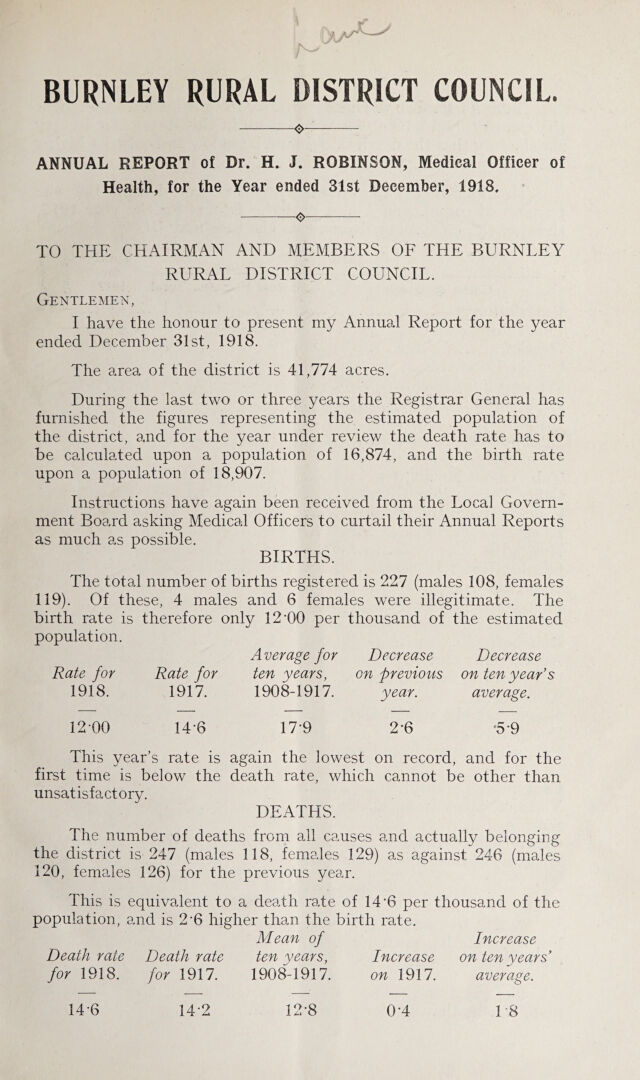 Lanc
BURNLEY RURAL DISTRICT COUNCIL.
ANNUAL REPORT of Dr. H. J. ROBINSON, Medical Officer of
Health, for the Year ended 31st December, 1918.
TO THE CHAIRMAN AND MEMBERS OF THE BURNLEY
RURAL DISTRICT COUNCIL.
GENTLEMEN,
I have the honour to present my Annual Report for the year
ended December 31st, 1918.
The area of the district is 41,774 acres.
During the last two or three years the Registrar General has
furnished the figures representing the estimated population of
the district, and for the year under review the death rate has to
be calculated upon a population of 16,874, and the birth rate
upon a population of 18,907.
Instructions have again been received from the Local Govern-
ment Board asking Medical Officers to curtail their Annual Reports
as much as possible.
BIRTHS.
The total number of births registered is 227 (males 108, females
119). Of these, 4 males and 6 females were illegitimate. The
birth rate is therefore only 12·00 per thousand of the estimated
population.
Average for Decrease Decrease
Rate for Rate for ten years, on previous on ten year's
1918. 1917. 1908-1917. year. average.
12·00 14·6 17·9 2·6 ·5·9
This year's rate is again the lowest on record, and for the
first time is below the death rate, which cannot be other than
unsatisfactory.
DEATHS.
The number of deaths from all causes and actually belonging
the district is 247 (males 118, females 129) as against 246 (males
120, females 126) for the previous year.
This is equivalent to a death rate of 14·6 per thousand of the
population, and is 2·6 higher than the birth rate.
Mean of Increase
Death rate Death rate ten years, Increase on ten years'
for 1918. for 1917. 1908-1917. on 1917. average.
14·6 14·2 12·8 0·4 1·8